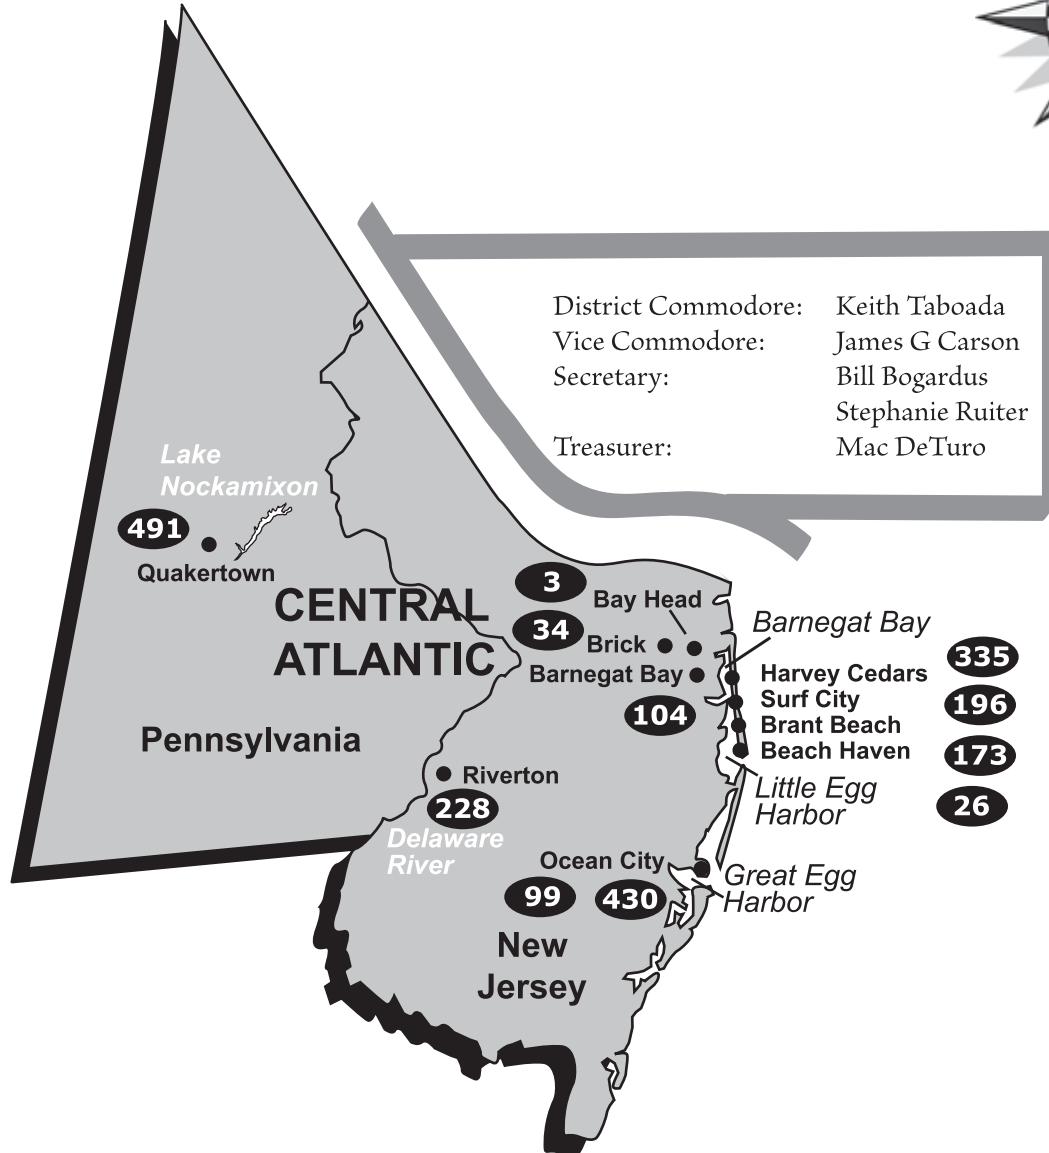 District Commodore: Keith Taboada
Vice Commodore: James G Carson
Secretary: Bill Bogardus
Stephanie Ruiter
Treasurer: Mac DeTuro
Lake
Nockamixon
491
Quakertown
CENTRAL
ATLANTIC
Pennsylvania
3
Bay Head
34
Brick
Barnegat Bay
104
Barnegat Bay
Harvey Cedars
335
Surf City
196
Brant Beach
173
Beach Haven
26
Little Egg
Harbor
Riverton
228
Delaware
River
Ocean City
99
430
Great Egg
Harbor
New
Jersey